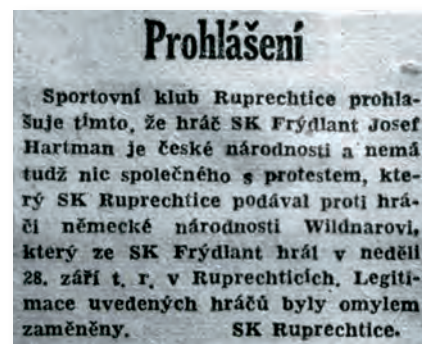 Prohlášení
Sportovní klub Ruprechtice prohla-
šuje tímto, že hráč SK Frýdlant Josef
Hartman je české národnosti a nemá
tudž nic společného s protestem, kte-
rý SK Ruprechtice podával proti hrá-
či německé národnosti Wildnarovi,
který ze SK Frýdlant hrál v neděli
28. září t. r. v Ruprechticích. Legiti-
mace uvedených hráčů byly omylem
zaměněny. SK Ruprechtice.